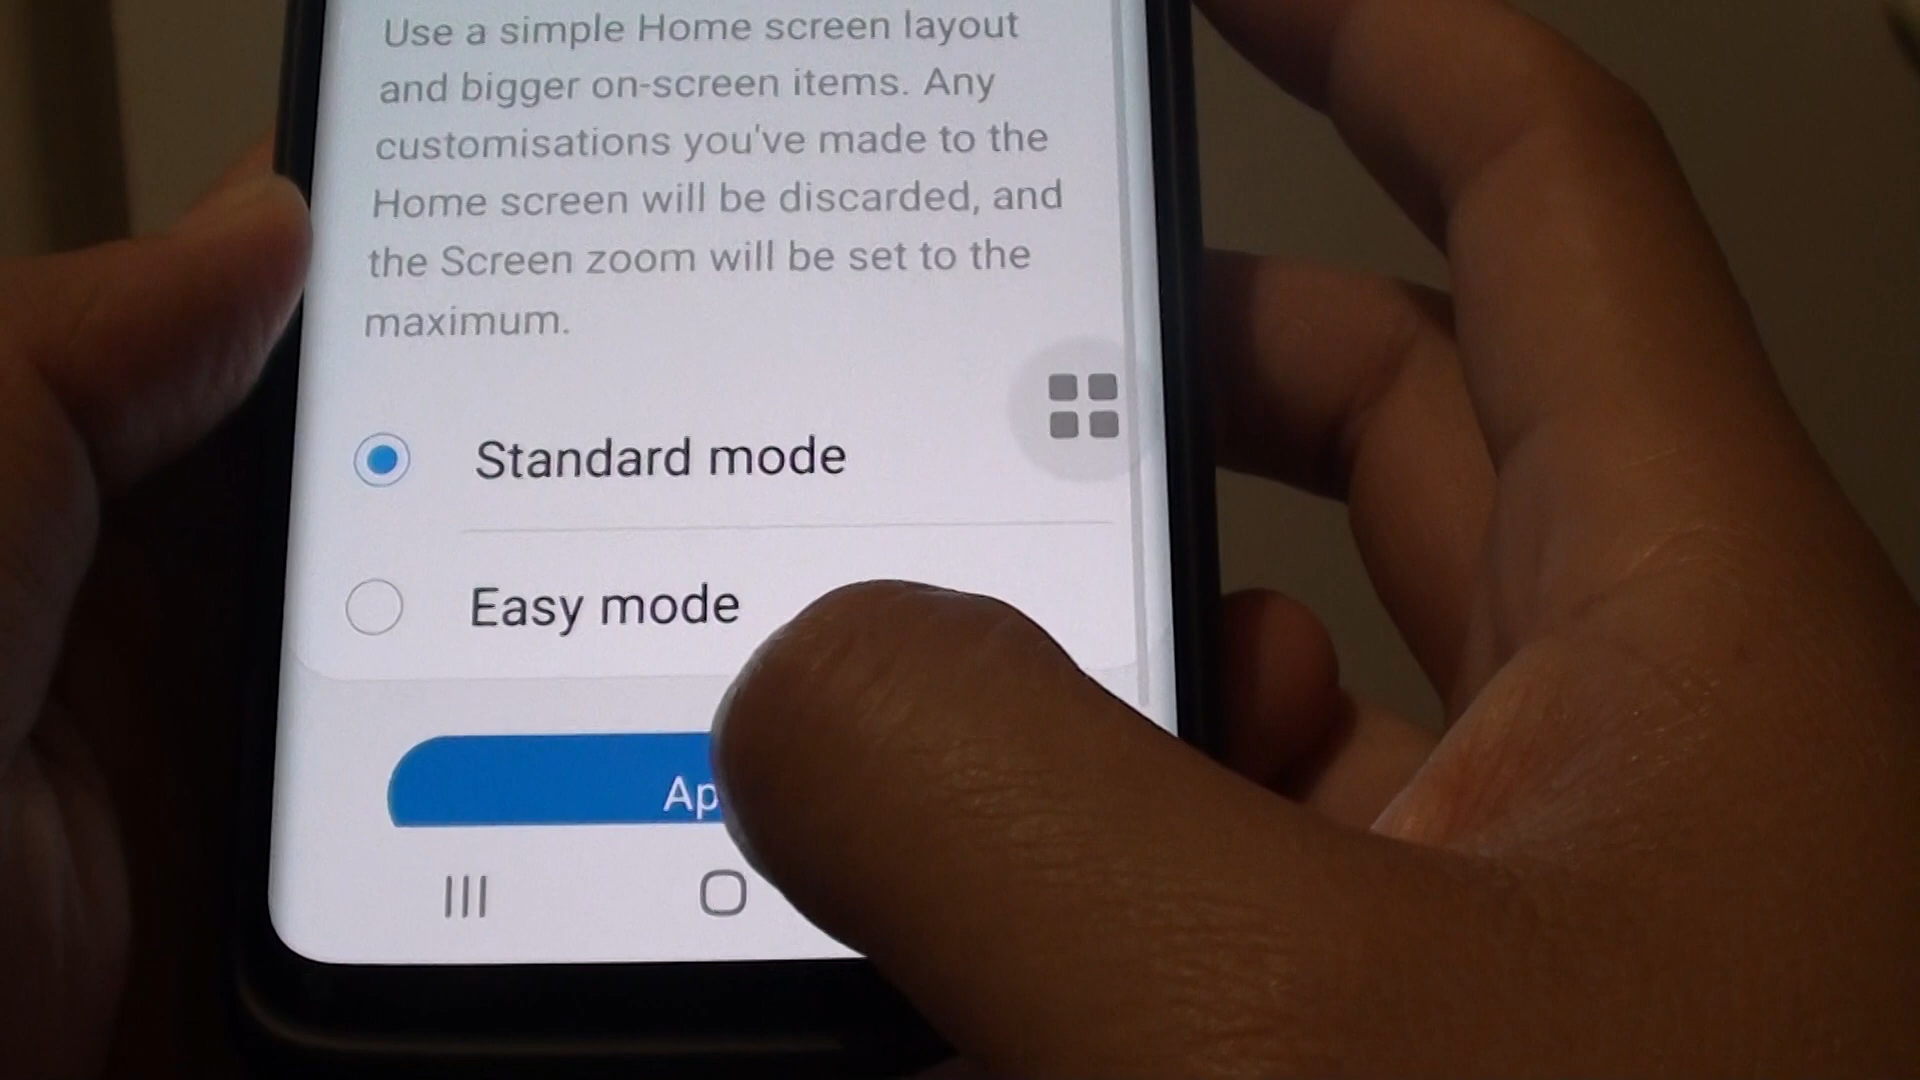 Use a simple Home screen layout
and bigger on-screen items. Any
customisations you've made to the
Home screen will be discarded, and
the Screen zoom will be set to the
maximum.
Standard mode
Easy mode
Ap